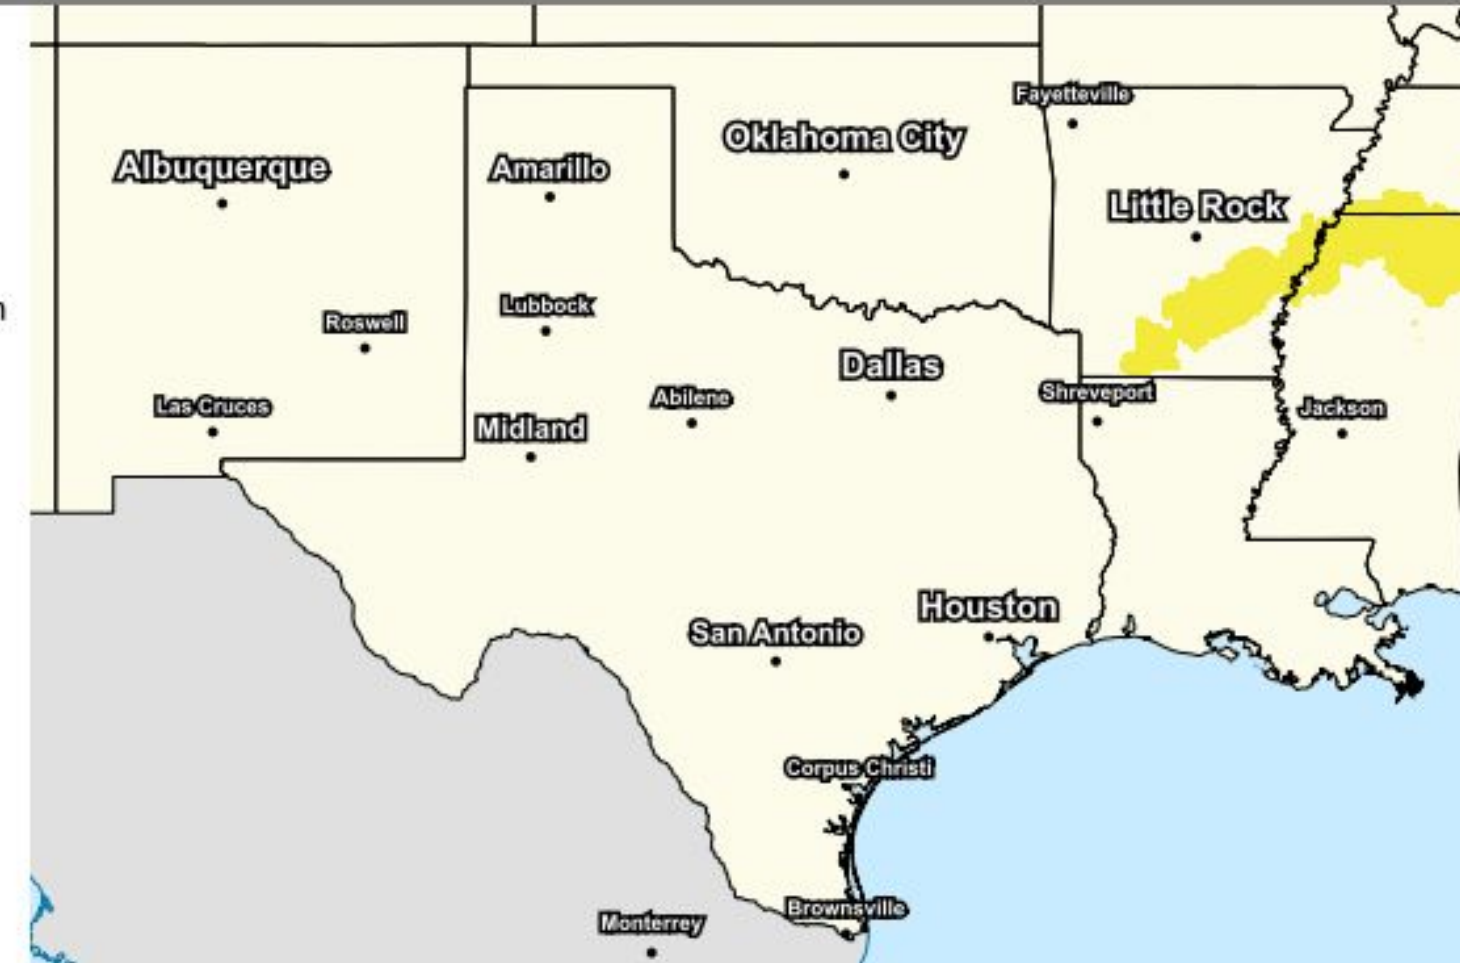 Fayetteville
Oklahoma City
Albuquerque
Amarillo
Little Rock
Lubbock
n
Roswell
Dallas
Shreveport
Abilene
Las Cruces
Jackson
Midland
Houston
San Antonio
Corpus Christi
Brownsville
Monterrey